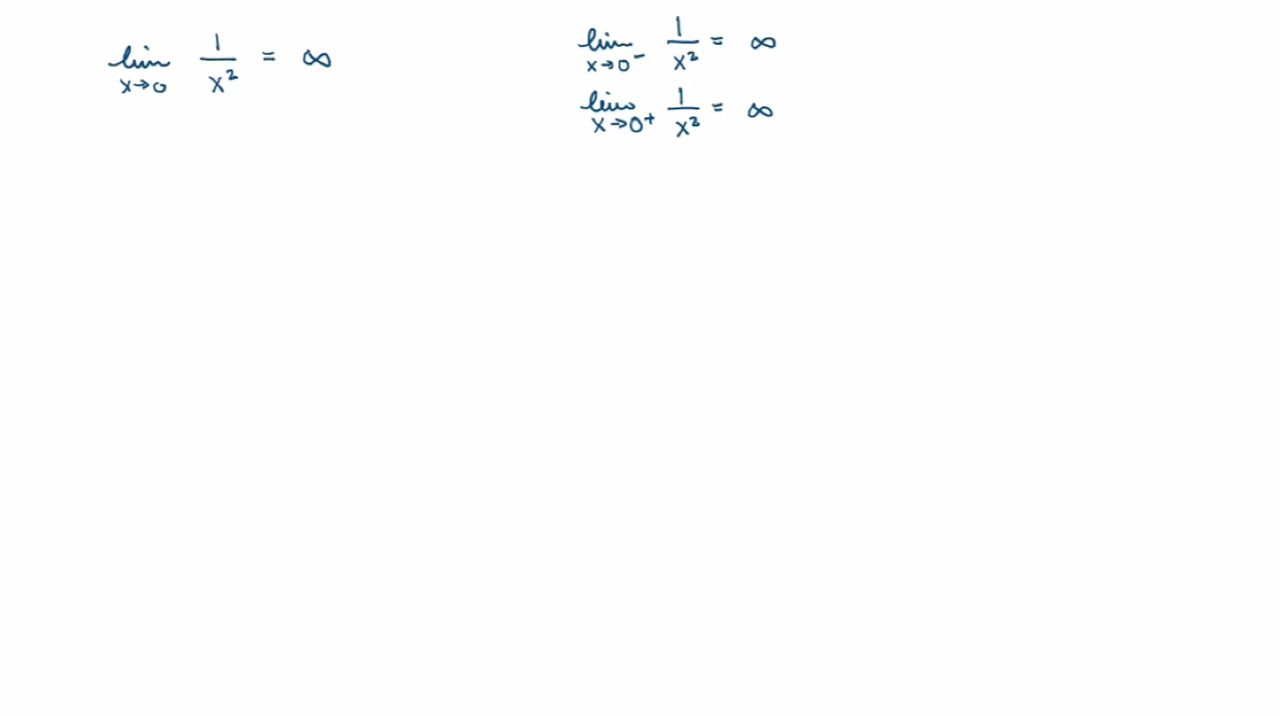 lim x→0 1/x² = ∞
lim x→0⁻ 1/x² = ∞
lim x→0⁺ 1/x² = ∞